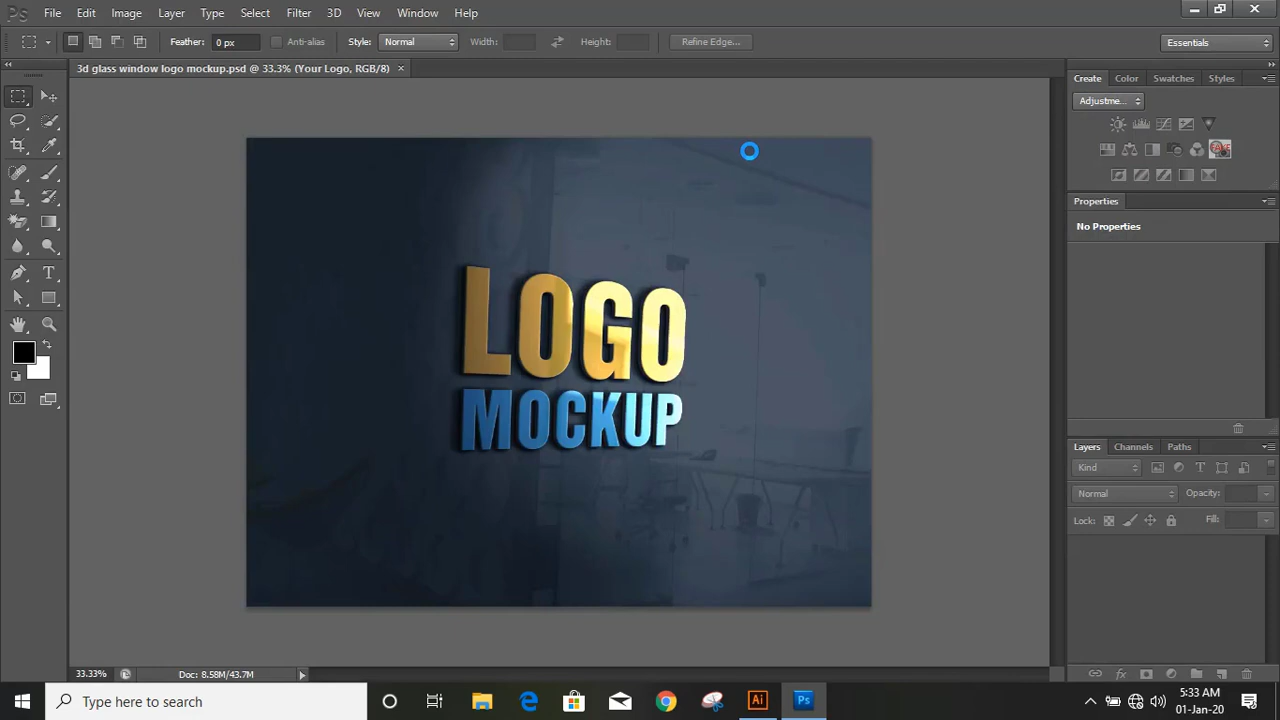 Ps File Edit Image Layer Type Select Filter 3D View Window Help
Feather: 0 px Anti-alias Style: Normal Width: Height: Refine Edge... Essentials
3d glass window logo mockup.psd @ 33.3% (Your Logo, RGB/8) ×
Create Color Swatches Styles
Adjustme...
Properties
No Properties
LOGO
MOCKUP
Layers Channels Paths
Kind
Normal Opacity:
Lock: Fill:
33.33% Doc: 8.58M/43.7M
Type here to search
Ai Ps
5:33 AM
01-Jan-20